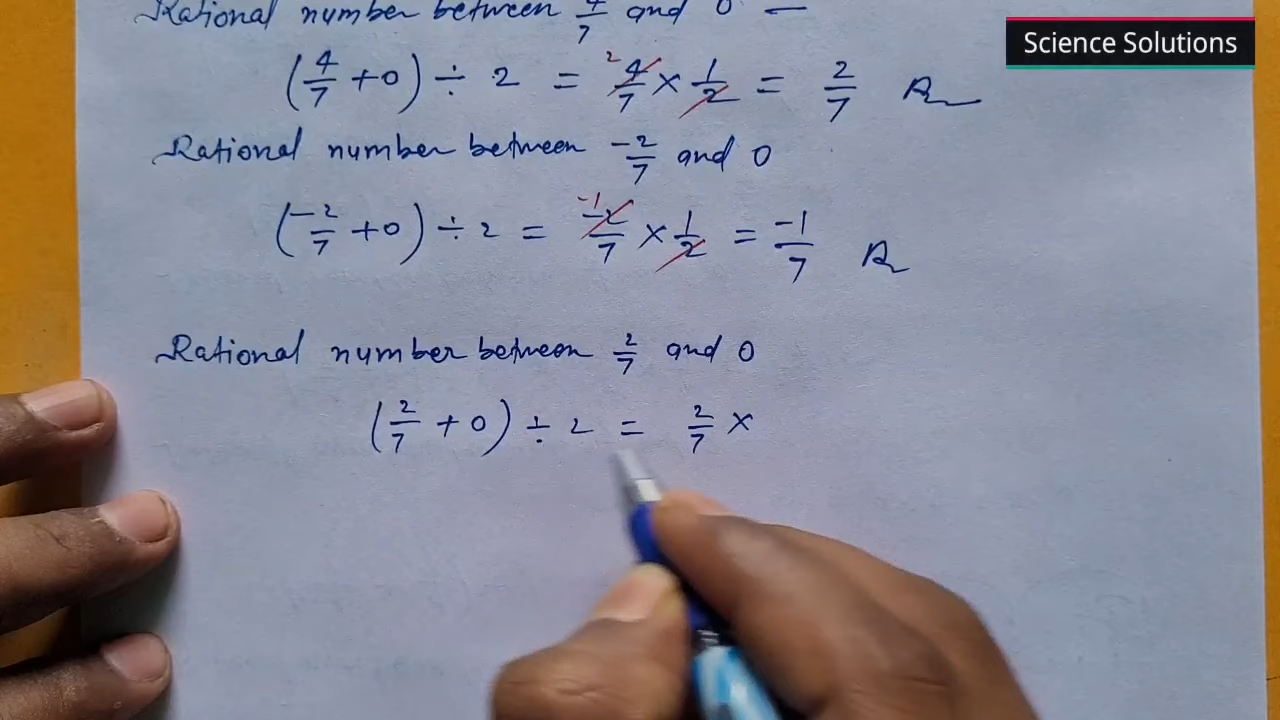 Rational number between 4/7 and 0 —
Science Solutions
(4/7 + 0) ÷ 2 = 2 4/7 × 1/2 = 2/7
Rational number between -2/7 and 0
(-2/7 + 0) ÷ 2 = -1 -2/7 × 1/2 = -1/7
Rational number between 2/7 and 0
(2/7 + 0) ÷ 2 = 2/7 ×